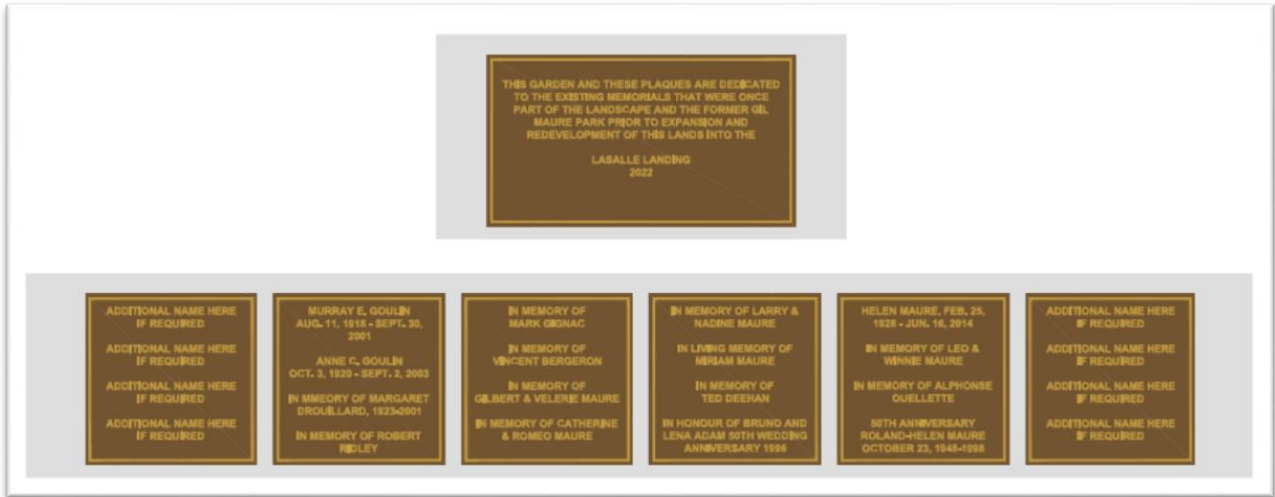 THIS GARDEN AND THESE PLAQUES ARE DEDICATED
TO THE EXISTING MEMORIALS THAT WERE ONCE
PART OF THE LANDSCAPE AND THE FORMER GIL
MAURE PARK PRIOR TO EXPANSION AND
REDEVELOPMENT OF THIS LANDS INTO THE
LASALLE LANDING
2022
ADDITIONAL NAME HERE
IF REQUIRED
ADDITIONAL NAME HERE
IF REQUIRED
ADDITIONAL NAME HERE
IF REQUIRED
ADDITIONAL NAME HERE
IF REQUIRED
MURRAY E. GOULIN
AUG. 11, 1918 - SEPT. 30,
2001
ANNE C. GOULIN
OCT. 3, 1920 - SEPT. 2, 2003
IN MMEORY OF MARGARET
DROUILLARD, 1923-2001
IN MEMORY OF ROBERT
RIDLEY
IN MEMORY OF
MARK GIGNAC
IN MEMORY OF
VINCENT BERGERON
IN MEMORY OF
GILBERT & VELERIE MAURE
IN MEMORY OF CATHERINE
& ROMEO MAURE
IN MEMORY OF LARRY &
NADINE MAURE
IN LIVING MEMORY OF
MIRIAM MAURE
IN MEMORY OF
TED DEEHAN
IN HONOUR OF BRUNO AND
LENA ADAM 50TH WEDDING
ANNIVERSARY 1996
HELEN MAURE, FEB. 25,
1928 - JUN. 16, 2014
IN MEMORY OF LEO &
WINNIE MAURE
IN MEMORY OF ALPHONSE
OUELLETTE
50TH ANNIVERSARY
ROLAND-HELEN MAURE
OCTOBER 23, 1948-1998
ADDITIONAL NAME HERE
IF REQUIRED
ADDITIONAL NAME HERE
IF REQUIRED
ADDITIONAL NAME HERE
IF REQUIRED
ADDITIONAL NAME HERE
IF REQUIRED